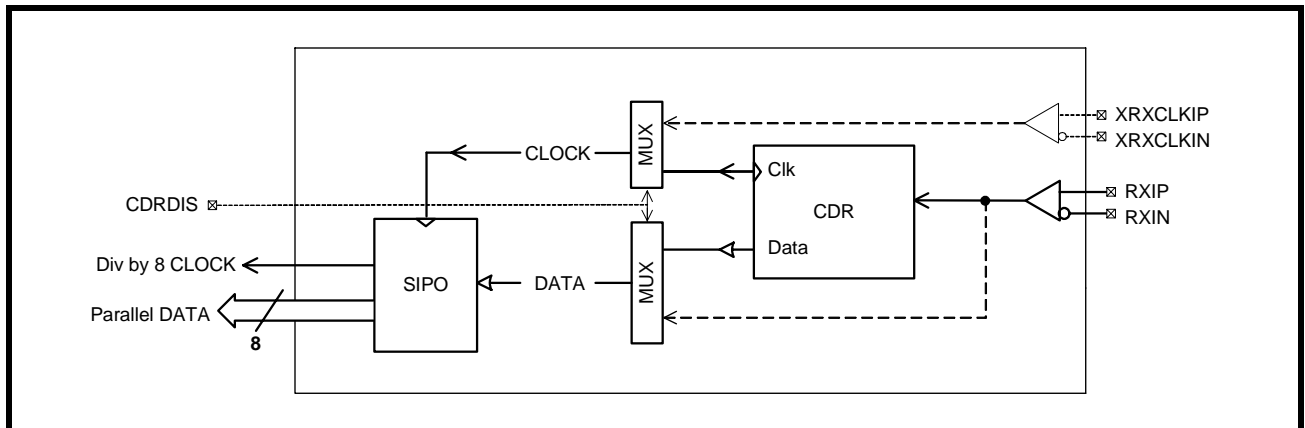 XRXCLKIP
XRXCLKIN
MUX
CLOCK
Clk
CDRDIS
CDR
RXIP
RXIN
Data
Div by 8 CLOCK
SIPO
DATA
MUX
Parallel DATA
8